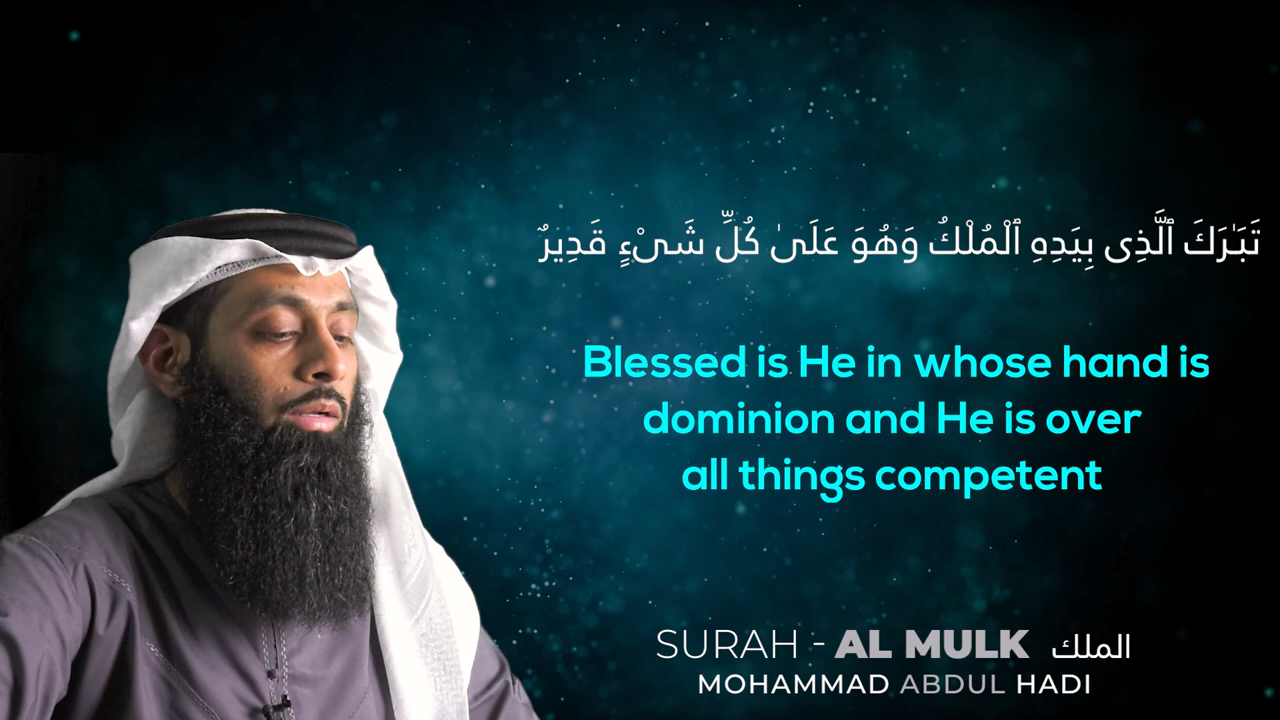 تَبَـٰرَكَ ٱلَّذِى بِيَدِهِ ٱلْمُلْكُ وَهُوَ عَلَىٰ كُلِّ شَىْءٍ قَدِيرٌ
Blessed is He in whose hand is
dominion and He is over
all things competent
SURAH - AL MULK الملك
MOHAMMAD ABDUL HADI